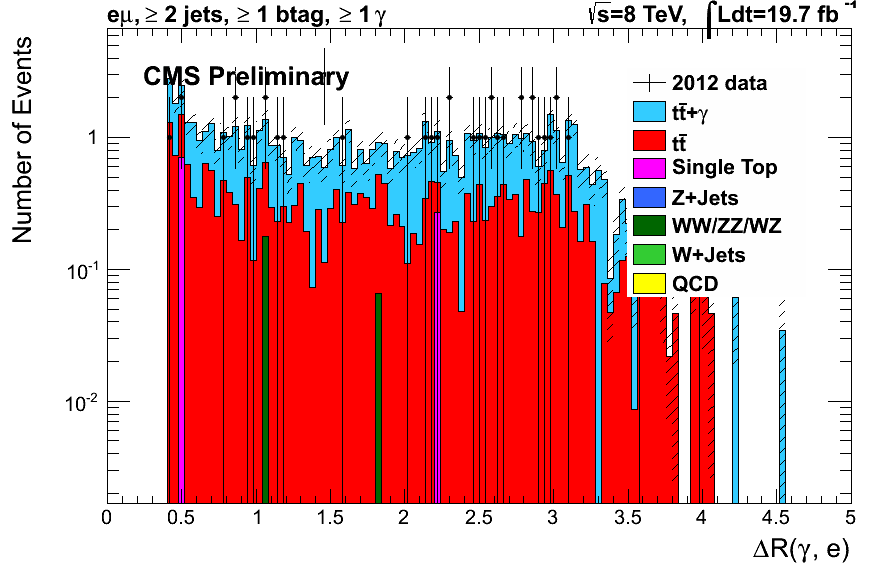 eμ, ≥ 2 jets, ≥ 1 btag, ≥ 1 γ √s=8 TeV, ∫Ldt=19.7 fb⁻¹
CMS Preliminary
2012 data
tt̄+γ
tt̄
Single Top
Z+Jets
WW/ZZ/WZ
W+Jets
QCD
Number of Events
1
10⁻¹
10⁻²
0 0.5 1 1.5 2 2.5 3 3.5 4 4.5 5
ΔR(γ, e)